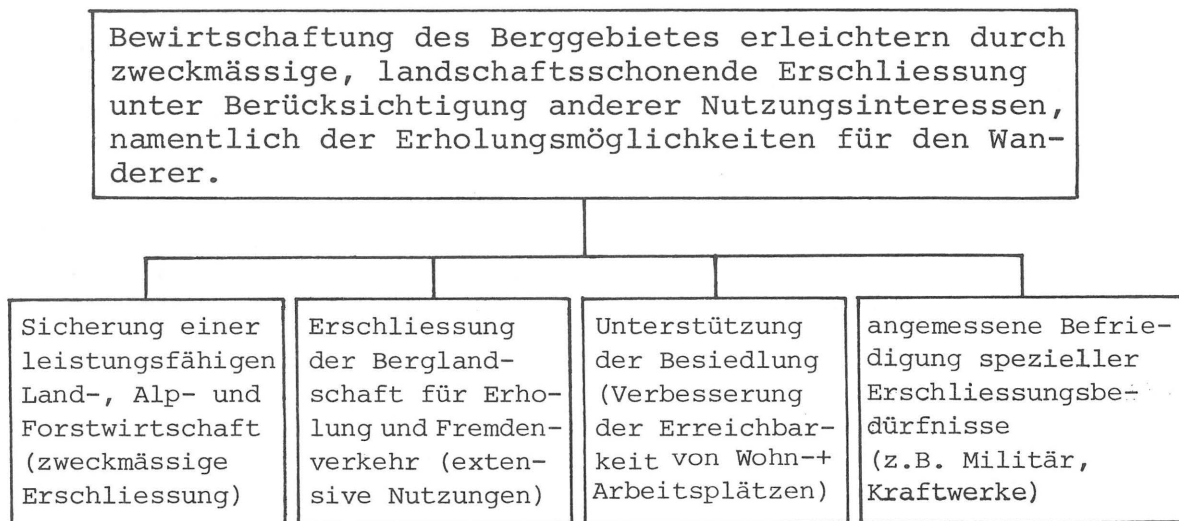 Bewirtschaftung des Berggebietes erleichtern durch
zweckmässige, landschaftsschonende Erschliessung
unter Berücksichtigung anderer Nutzungsinteressen,
namentlich der Erholungsmöglichkeiten für den Wan-
derer.
Sicherung einer
leistungsfähigen
Land-, Alp- und
Forstwirtschaft
(zweckmässige
Erschliessung)
Erschliessung
der Bergland-
schaft für Erho-
lung und Fremden-
verkehr (exten-
sive Nutzungen)
Unterstützung
der Besiedlung
(Verbesserung
der Erreichbar-
keit von Wohn-+
Arbeitsplätzen)
angemessene Befrie-
digung spezieller
Erschliessungsbe-
dürfnisse
(z.B. Militär,
Kraftwerke)